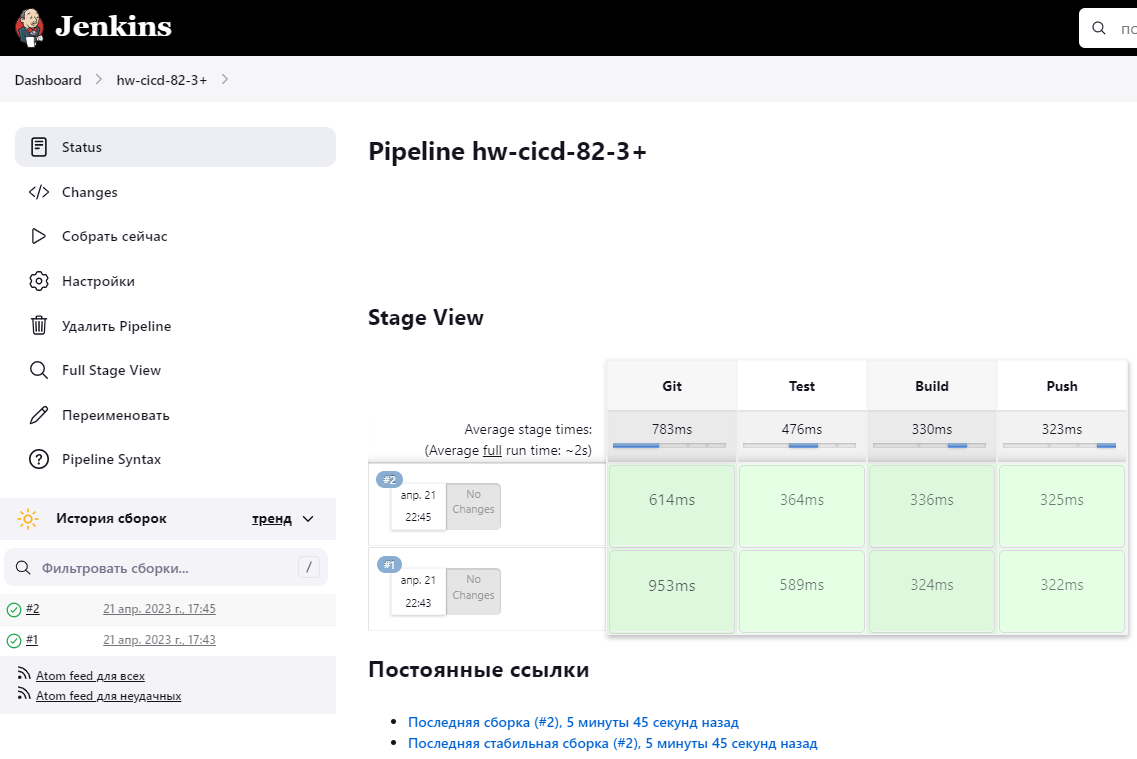 Jenkins
Dashboard
hw-cicd-82-3+
Status
Changes
Собрать сейчас
Настройки
Удалить Pipeline
Full Stage View
Переименовать
Pipeline Syntax
История сборок
тренд
Фильтровать сборки...
/
#2 21 апр. 2023 г., 17:45
#1 21 апр. 2023 г., 17:43
Atom feed для всех
Atom feed для неудачных
Pipeline hw-cicd-82-3+
Stage View
Git Test Build Push
Average stage times:
(Average full run time: ~2s)
783ms 476ms 330ms 323ms
#2
апр. 21
22:45
No
Changes
614ms 364ms 336ms 325ms
#1
апр. 21
22:43
No
Changes
953ms 589ms 324ms 322ms
Постоянные ссылки
Последняя сборка (#2), 5 минуты 45 секунд назад
Последняя стабильная сборка (#2), 5 минуты 45 секунд назад